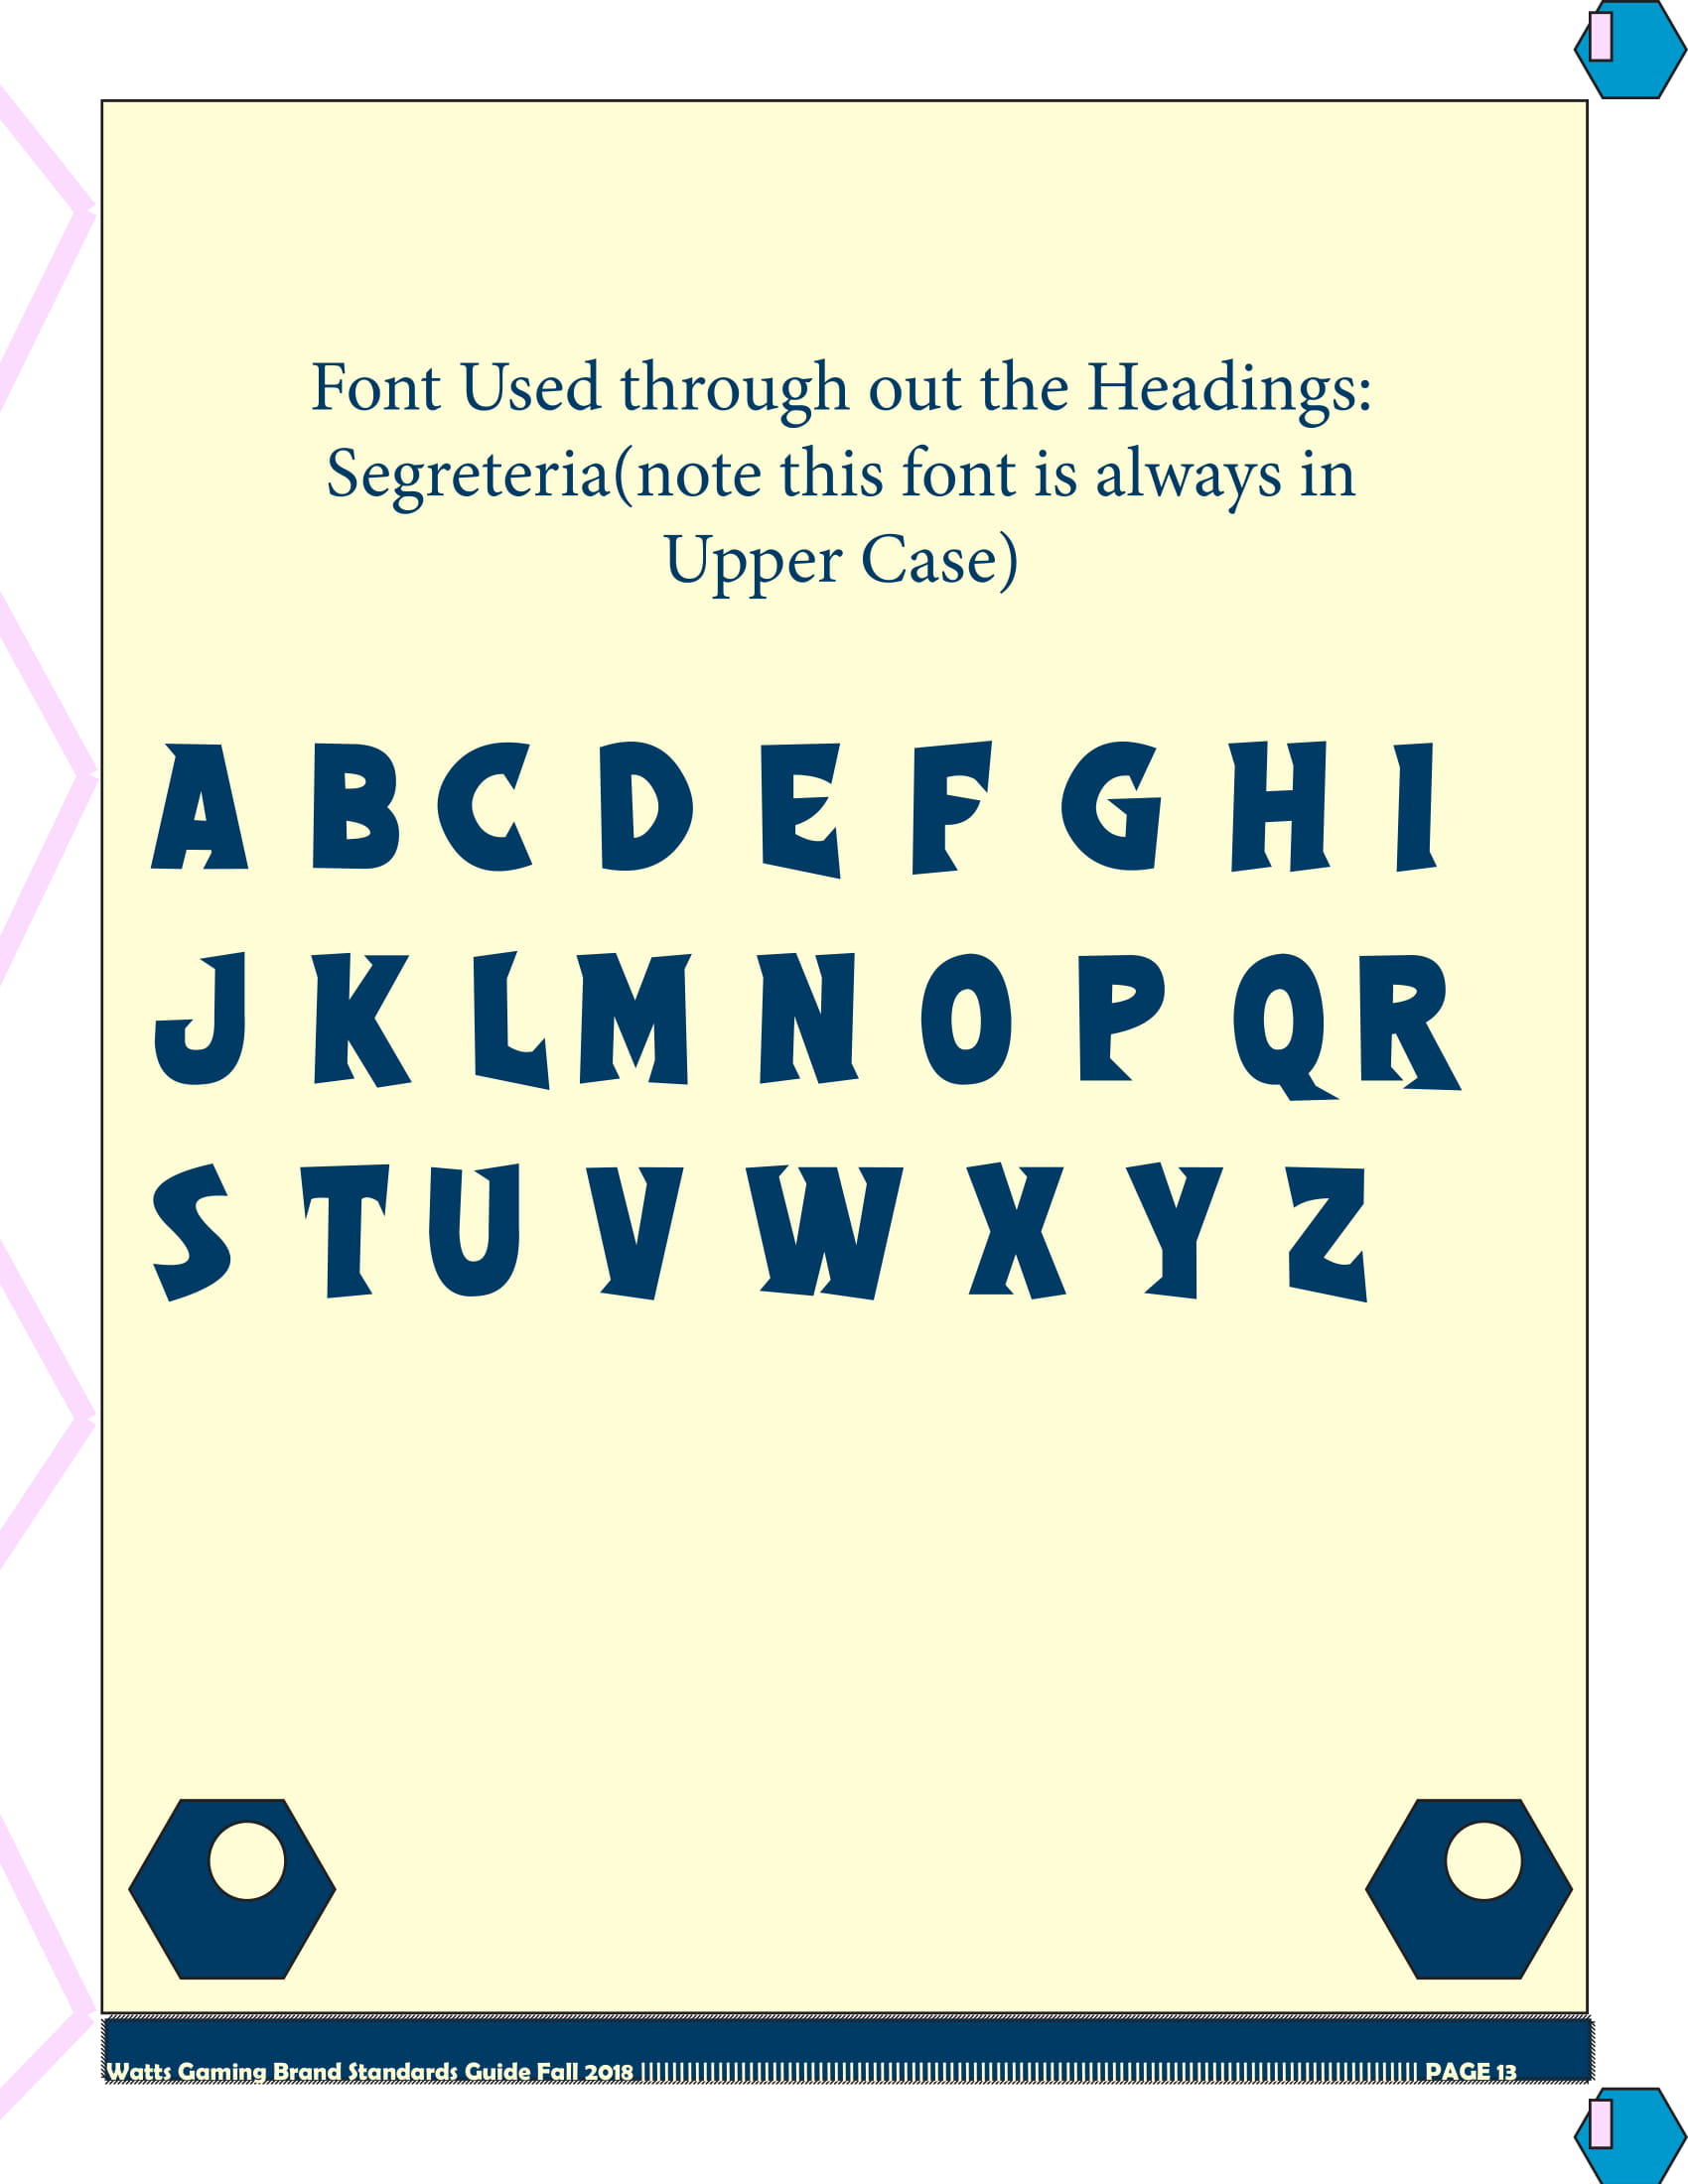 Font Used through out the Headings:
Segreteria(note this font is always in
Upper Case)
A B C D E F G H I
J K L M N O P Q R
S T U V W X Y Z
Watts Gaming Brand Standards Guide Fall 2018 |||||||||||||||||||||||||||||||||||||||||||||||||||||||||||||||||||||||||||||||||||||||||||||||||| PAGE 13